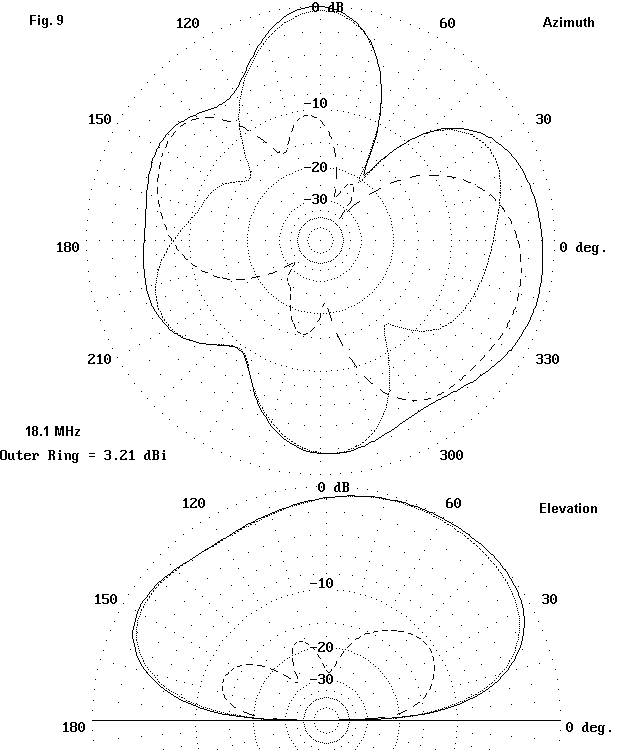 0 dB
Fig. 9
120
60
Azimuth
-10
150
30
-20
-30
180
0 deg.
210
330
18.1 MHz
Outer Ring = 3.21 dBi
300
0 dB
120
60
Elevation
-10
150
30
-20
-30
180
0 deg.